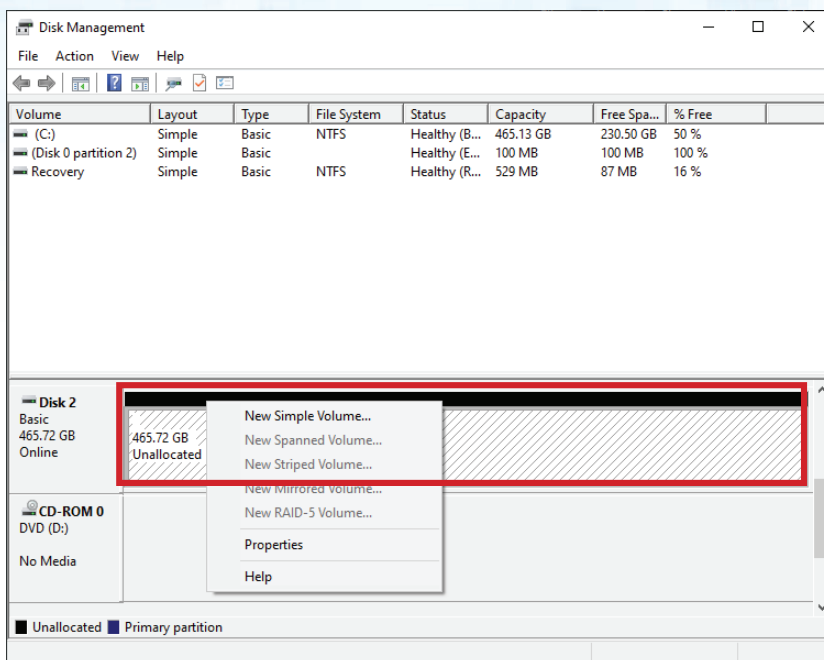 Disk Management
File Action View Help
Volume Layout Type File System Status Capacity Free Spa... % Free
(C:) Simple Basic NTFS Healthy (B... 465.13 GB 230.50 GB 50 %
(Disk 0 partition 2) Simple Basic Healthy (E... 100 MB 100 MB 100 %
Recovery Simple Basic NTFS Healthy (R... 529 MB 87 MB 16 %
Disk 2
Basic
465.72 GB
Online
465.72 GB
Unallocated
New Simple Volume...
New Spanned Volume...
New Striped Volume...
New Mirrored Volume...
New RAID-5 Volume...
Properties
Help
CD-ROM 0
DVD (D:)
No Media
Unallocated Primary partition